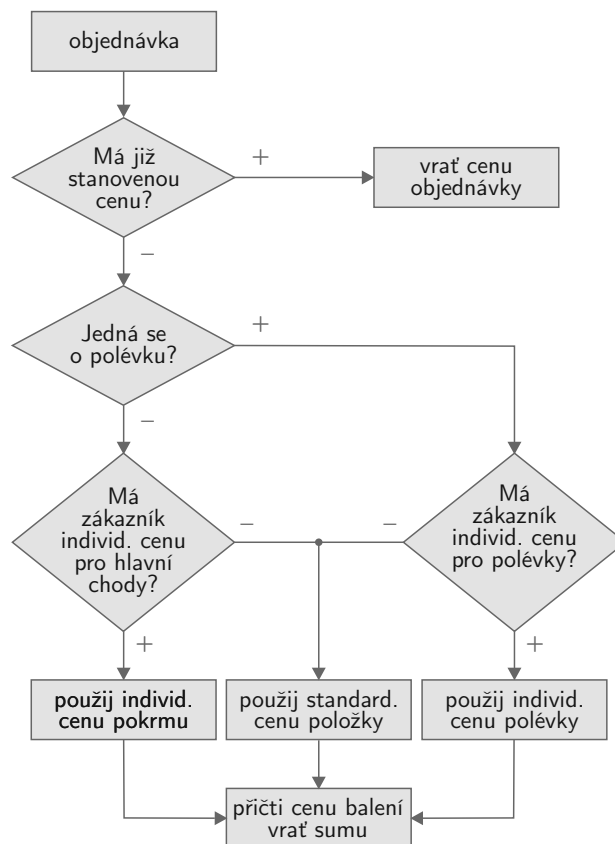 objednávka
Má již
stanovenou
cenu?
+
vrať cenu
objednávky
−
Jedná se
o polévku?
+
−
Má
zákazník
individ. cenu
pro hlavní
chody?
−
−
Má
zákazník
individ. cenu
pro polévky?
+
+
použij individ.
cenu pokrmu
použij standard.
cenu položky
použij individ.
cenu polévky
přičti cenu balení
vrať sumu